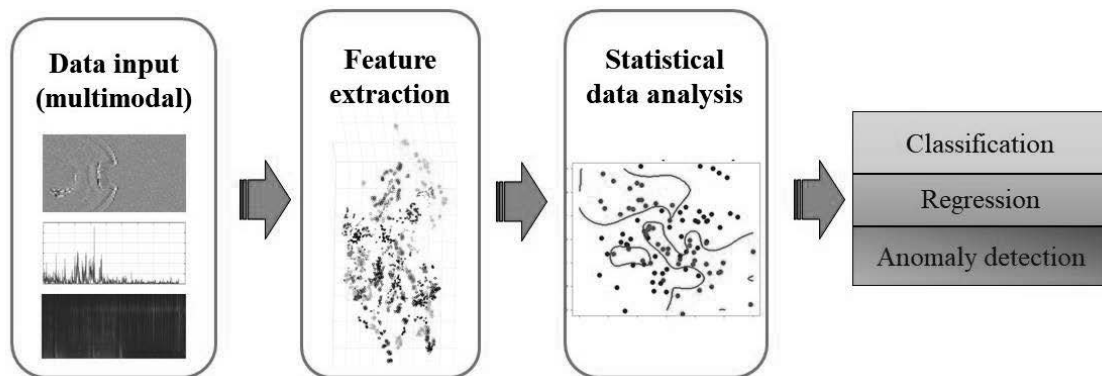 Data input
(multimodal)
Feature
extraction
Statistical
data analysis
Classification
Regression
Anomaly detection